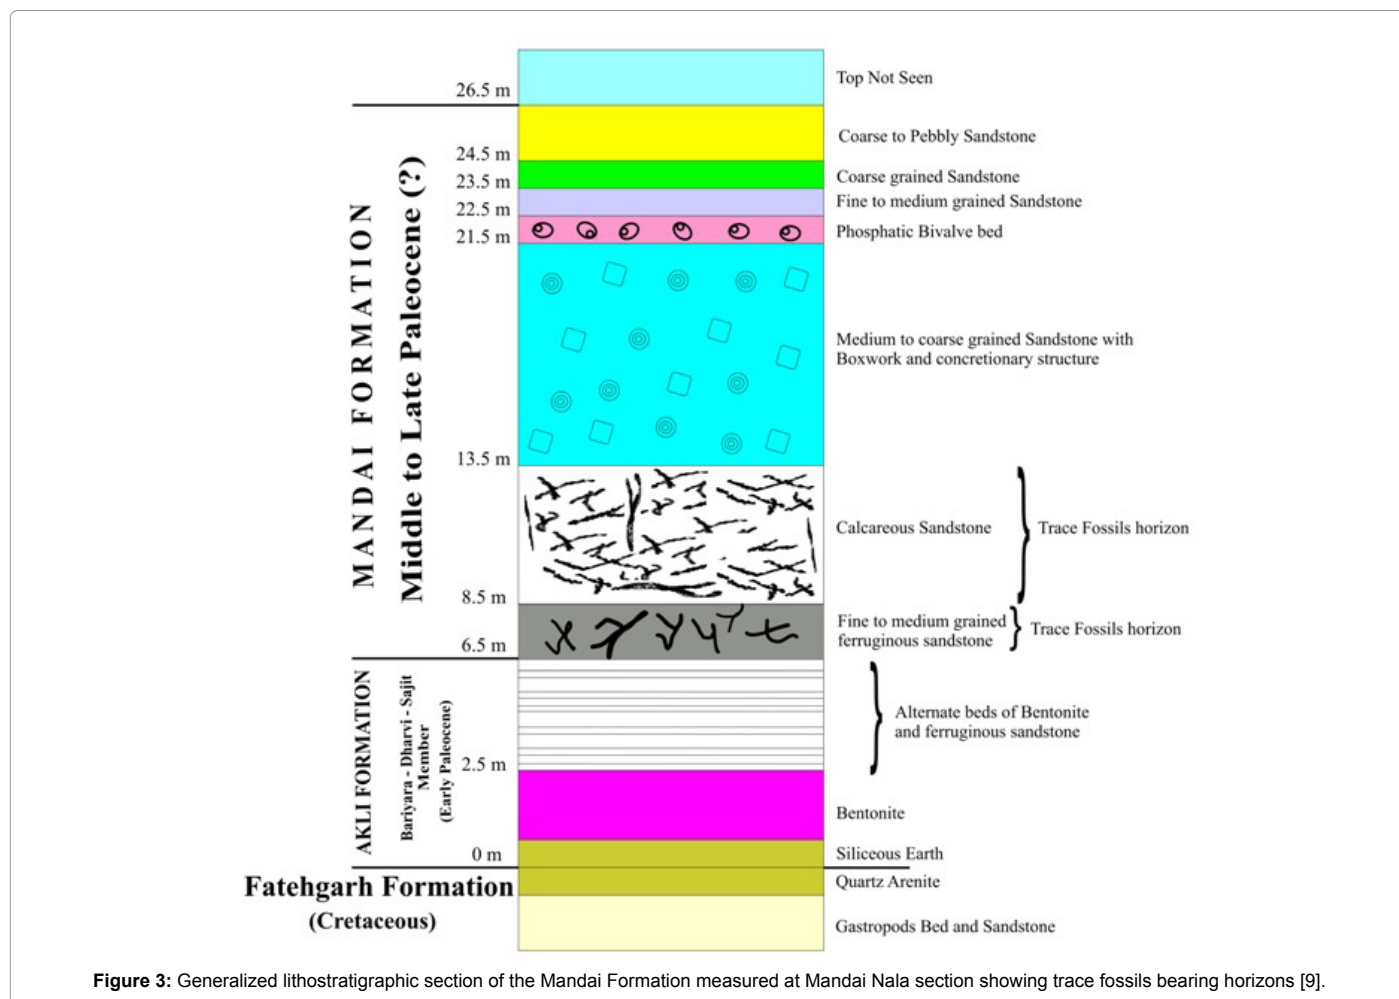 26.5 m
Top Not Seen
24.5 m
Coarse to Pebbly Sandstone
23.5 m
Coarse grained Sandstone
22.5 m
Fine to medium grained Sandstone
21.5 m
Phosphatic Bivalve bed
MANDAI FORMATION
Middle to Late Paleocene (?)
Medium to coarse grained Sandstone with
Boxwork and concretionary structure
13.5 m
Calcareous Sandstone
Trace Fossils horizon
8.5 m
Fine to medium grained
ferruginous sandstone
Trace Fossils horizon
6.5 m
AKLI FORMATION
Bariyara - Dharvi - Sajit
Member
(Early Paleocene)
Alternate beds of Bentonite
and ferruginous sandstone
2.5 m
Bentonite
0 m
Siliceous Earth
Fatehgarh Formation
(Cretaceous)
Quartz Arenite
Gastropods Bed and Sandstone
Figure 3: Generalized lithostratigraphic section of the Mandai Formation measured at Mandai Nala section showing trace fossils bearing horizons [9].